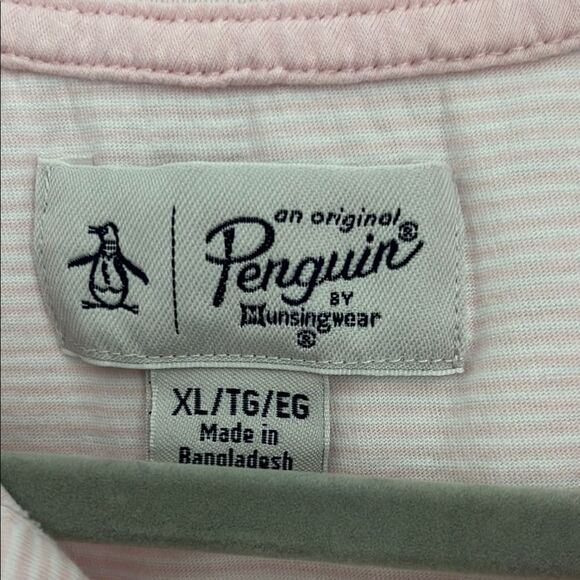 an original
Penguin®
BY
Munsingwear
®
XL/TG/EG
Made in
Bangladesh